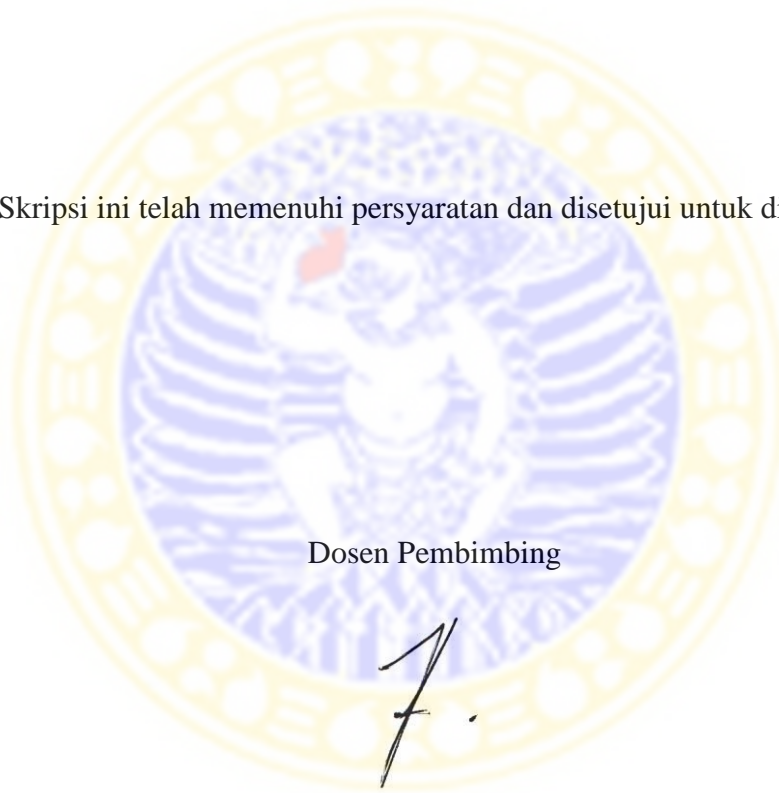 Skripsi ini telah memenuhi persyaratan dan disetujui untuk di
Dosen Pembimbing